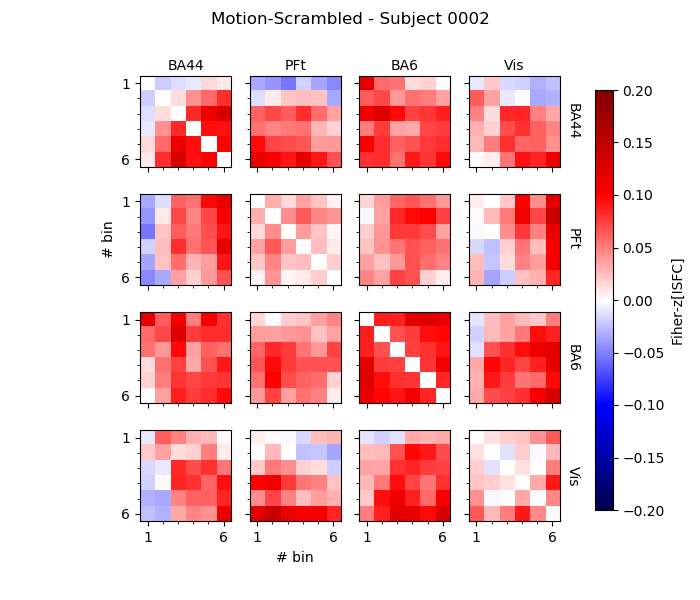 Motion-Scrambled - Subject 0002
BA44 PFt BA6 Vis
1
6
BA44
1
6
# bin
PFt
1
6
BA6
1
6
Vis
1 6 1 6 1 6 1 6
# bin
0.20
0.15
0.10
0.05
0.00
−0.05
−0.10
−0.15
−0.20
Fiher-z[ISFC]